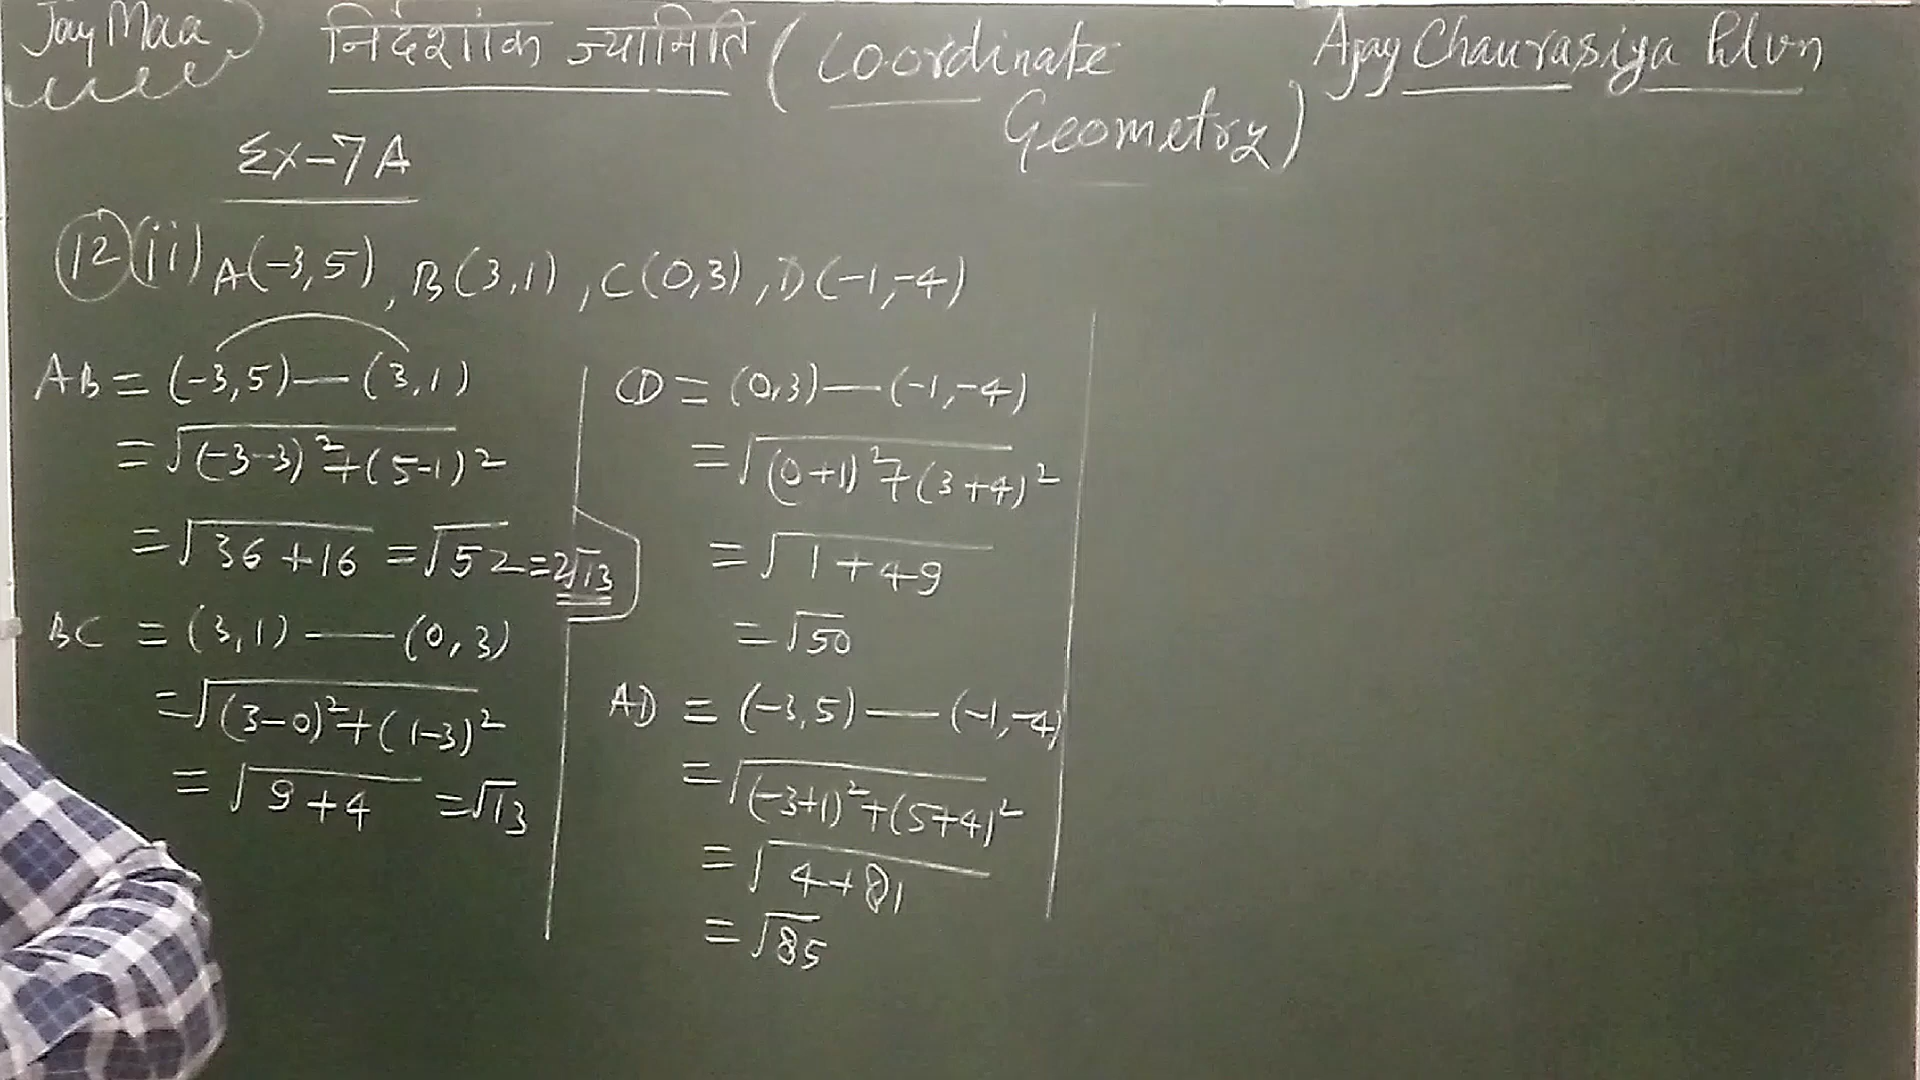 Jay Maa
निर्देशांक ज्यामिति (Coordinate
Geometry)
Ajay Chaurasiya
Ex-7A
12 (ii) A(-3,5), B(3,1), C(0,3), D(-1,-4)
AB = (-3,5) — (3,1)
= √(-3-3)²+(5-1)²
= √36+16 = √52 = 2√13
BC = (3,1) — (0,3)
= √(3-0)²+(1-3)²
= √9+4 = √13
CD = (0,3) — (-1,-4)
= √(0+1)²+(3+4)²
= √1+49
= √50
AD = (-3,5) — (-1,-4)
= √(-3+1)²+(5+4)²
= √4+81
= √85